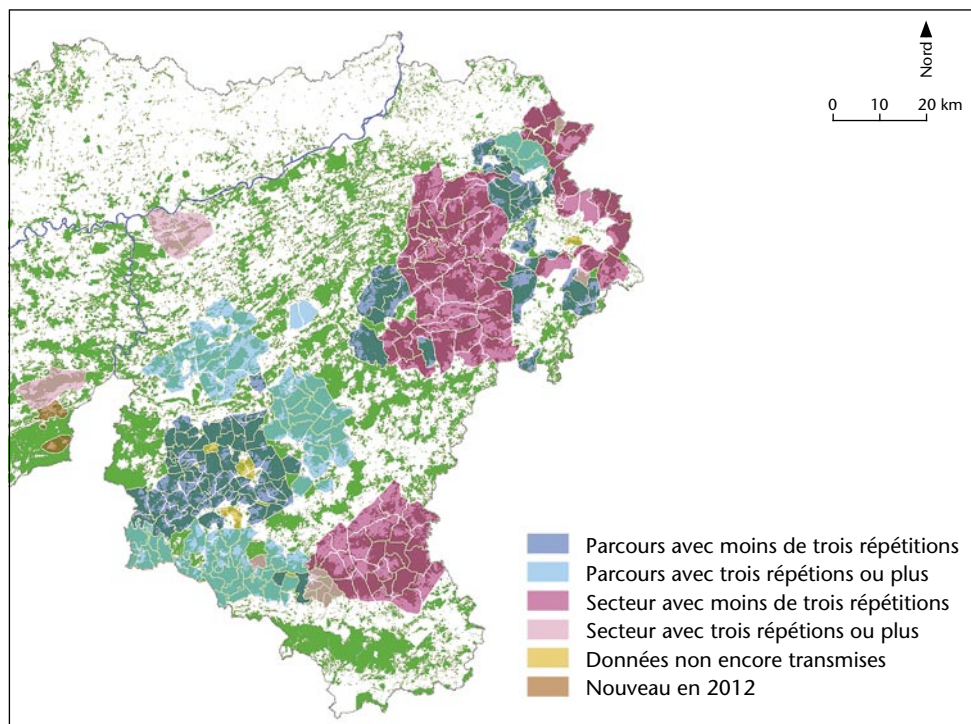 Nord
0 10 20 km
Parcours avec moins de trois répétitions
Parcours avec trois répétions ou plus
Secteur avec moins de trois répétitions
Secteur avec trois répétions ou plus
Données non encore transmises
Nouveau en 2012